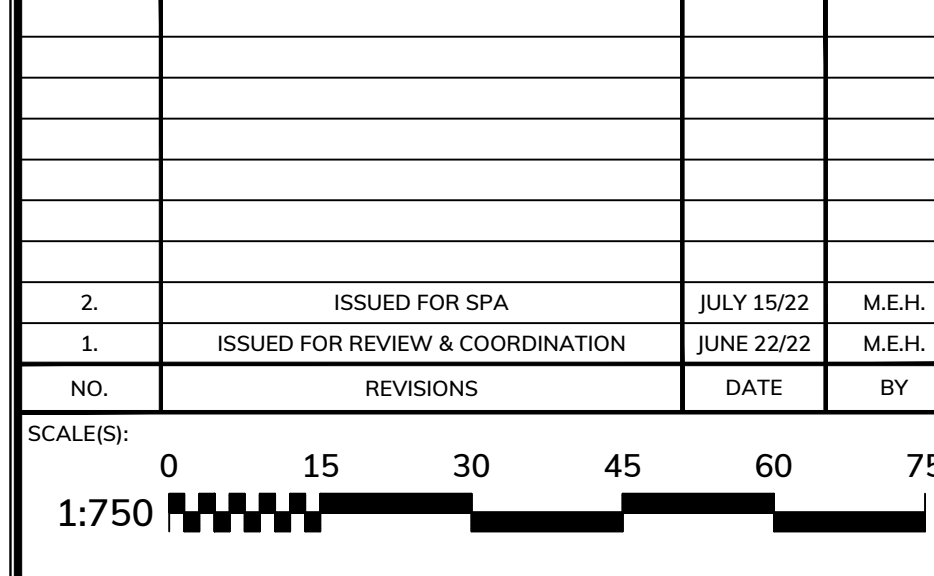 2. ISSUED FOR SPA JULY 15/22 M.E.H.
1. ISSUED FOR REVIEW & COORDINATION JUNE 22/22 M.E.H.
NO. REVISIONS DATE BY
SCALE(S):
0 15 30 45 60 75
1:750